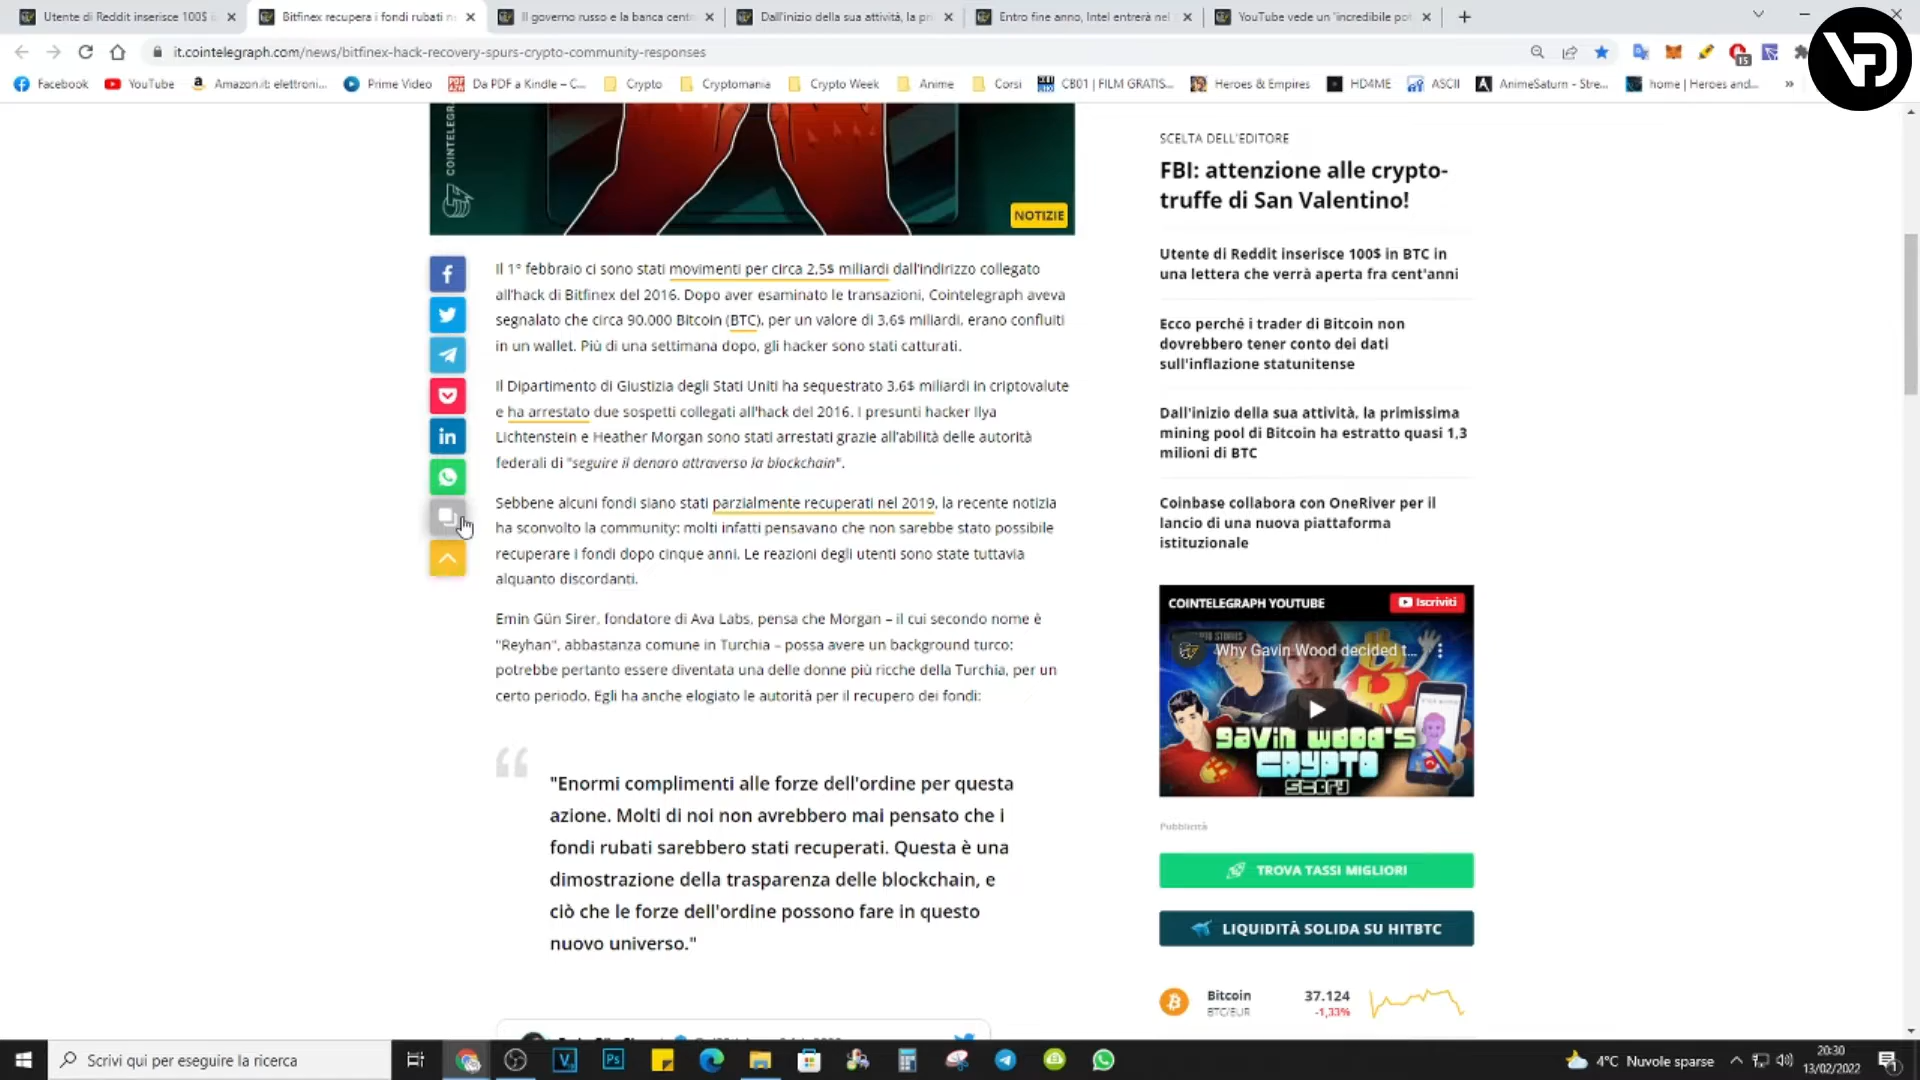 Utente di Reddit inserisce 100$ i
Bitfinex recupera i fondi rubati n
Il governo russo e la banca cent
Dall'inizio della sua attività, la pr
Entro fine anno, Intel entrerà nel
YouTube vede un 'incredibile po
it.cointelegraph.com/news/bitfinex-hack-recovery-spurs-crypto-community-responses
15
Facebook
YouTube
Amazon.it: elettroni...
Prime Video
Da PDF a Kindle – C...
Crypto
Cryptomania
Crypto Week
Anime
Corsi
CB01 | FILM GRATIS...
Heroes & Empires
HD4ME
ASCII
AnimeSaturn - Stre...
home | Heroes and...
COINTELEGRA
NOTIZIE
Il 1° febbraio ci sono stati movimenti per circa 2,5$ miliardi dall'indirizzo collegato
all'hack di Bitfinex del 2016. Dopo aver esaminato le transazioni, Cointelegraph aveva
segnalato che circa 90.000 Bitcoin (BTC), per un valore di 3,6$ miliardi, erano confluiti
in un wallet. Più di una settimana dopo, gli hacker sono stati catturati.
Il Dipartimento di Giustizia degli Stati Uniti ha sequestrato 3,6$ miliardi in criptovalute
e ha arrestato due sospetti collegati all'hack del 2016. I presunti hacker Ilya
Lichtenstein e Heather Morgan sono stati arrestati grazie all'abilità delle autorità
federali di "seguire il denaro attraverso la blockchain".
Sebbene alcuni fondi siano stati parzialmente recuperati nel 2019, la recente notizia
ha sconvolto la community: molti infatti pensavano che non sarebbe stato possibile
recuperare i fondi dopo cinque anni. Le reazioni degli utenti sono state tuttavia
alquanto discordanti.
Emin Gün Sirer, fondatore di Ava Labs, pensa che Morgan – il cui secondo nome è
"Reyhan", abbastanza comune in Turchia – possa avere un background turco:
potrebbe pertanto essere diventata una delle donne più ricche della Turchia, per un
certo periodo. Egli ha anche elogiato le autorità per il recupero dei fondi:
"Enormi complimenti alle forze dell'ordine per questa
azione. Molti di noi non avrebbero mai pensato che i
fondi rubati sarebbero stati recuperati. Questa è una
dimostrazione della trasparenza delle blockchain, e
ciò che le forze dell'ordine possono fare in questo
nuovo universo."
SCELTA DELL'EDITORE
FBI: attenzione alle crypto-
truffe di San Valentino!
Utente di Reddit inserisce 100$ in BTC in
una lettera che verrà aperta fra cent'anni
Ecco perché i trader di Bitcoin non
dovrebbero tener conto dei dati
sull'inflazione statunitense
Dall'inizio della sua attività, la primissima
mining pool di Bitcoin ha estratto quasi 1,3
milioni di BTC
Coinbase collabora con OneRiver per il
lancio di una nuova piattaforma
istituzionale
COINTELEGRAPH YOUTUBE
Iscriviti
Why Gavin Wood decided t...
GAVIN WOOD'S
CRYPTO
STORY
Pubblicità
TROVA TASSI MIGLIORI
LIQUIDITÀ SOLIDA SU HITBTC
Bitcoin
37.124
BTC/EUR
-1,33%
Scrivi qui per eseguire la ricerca
Ps
4°C Nuvole sparse
20:30
13/02/2022
1